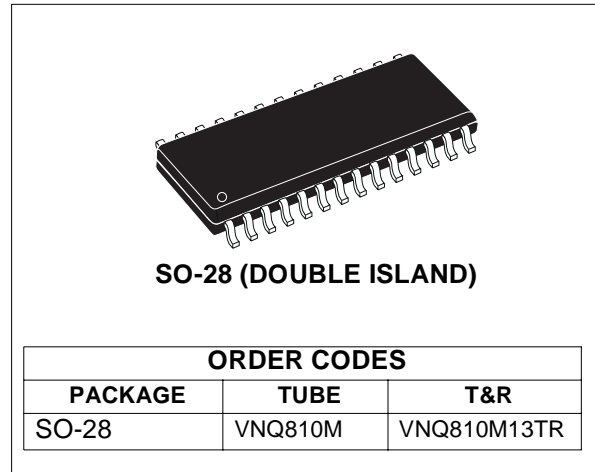 SO-28 (DOUBLE ISLAND)
ORDER CODES
PACKAGE TUBE T&R
SO-28 VNQ810M VNQ810M13TR